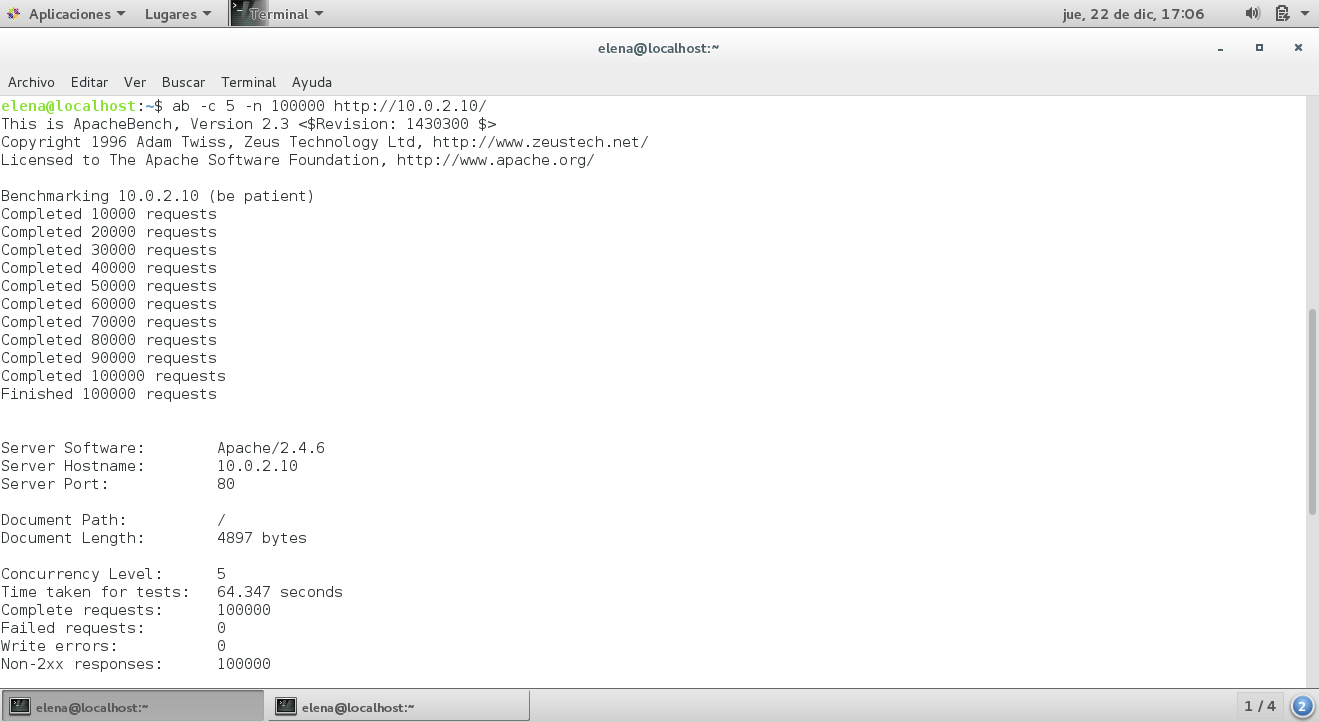 Aplicaciones Lugares Terminal jue, 22 de dic, 17:06
elena@localhost:~
Archivo Editar Ver Buscar Terminal Ayuda
elena@localhost:~$ ab -c 5 -n 100000 http://10.0.2.10/
This is ApacheBench, Version 2.3 <$Revision: 1430300 $>
Copyright 1996 Adam Twiss, Zeus Technology Ltd, http://www.zeustech.net/
Licensed to The Apache Software Foundation, http://www.apache.org/
Benchmarking 10.0.2.10 (be patient)
Completed 10000 requests
Completed 20000 requests
Completed 30000 requests
Completed 40000 requests
Completed 50000 requests
Completed 60000 requests
Completed 70000 requests
Completed 80000 requests
Completed 90000 requests
Completed 100000 requests
Finished 100000 requests
Server Software: Apache/2.4.6
Server Hostname: 10.0.2.10
Server Port: 80
Document Path: /
Document Length: 4897 bytes
Concurrency Level: 5
Time taken for tests: 64.347 seconds
Complete requests: 100000
Failed requests: 0
Write errors: 0
Non-2xx responses: 100000
elena@localhost:~ elena@localhost:~ 1 / 4 2